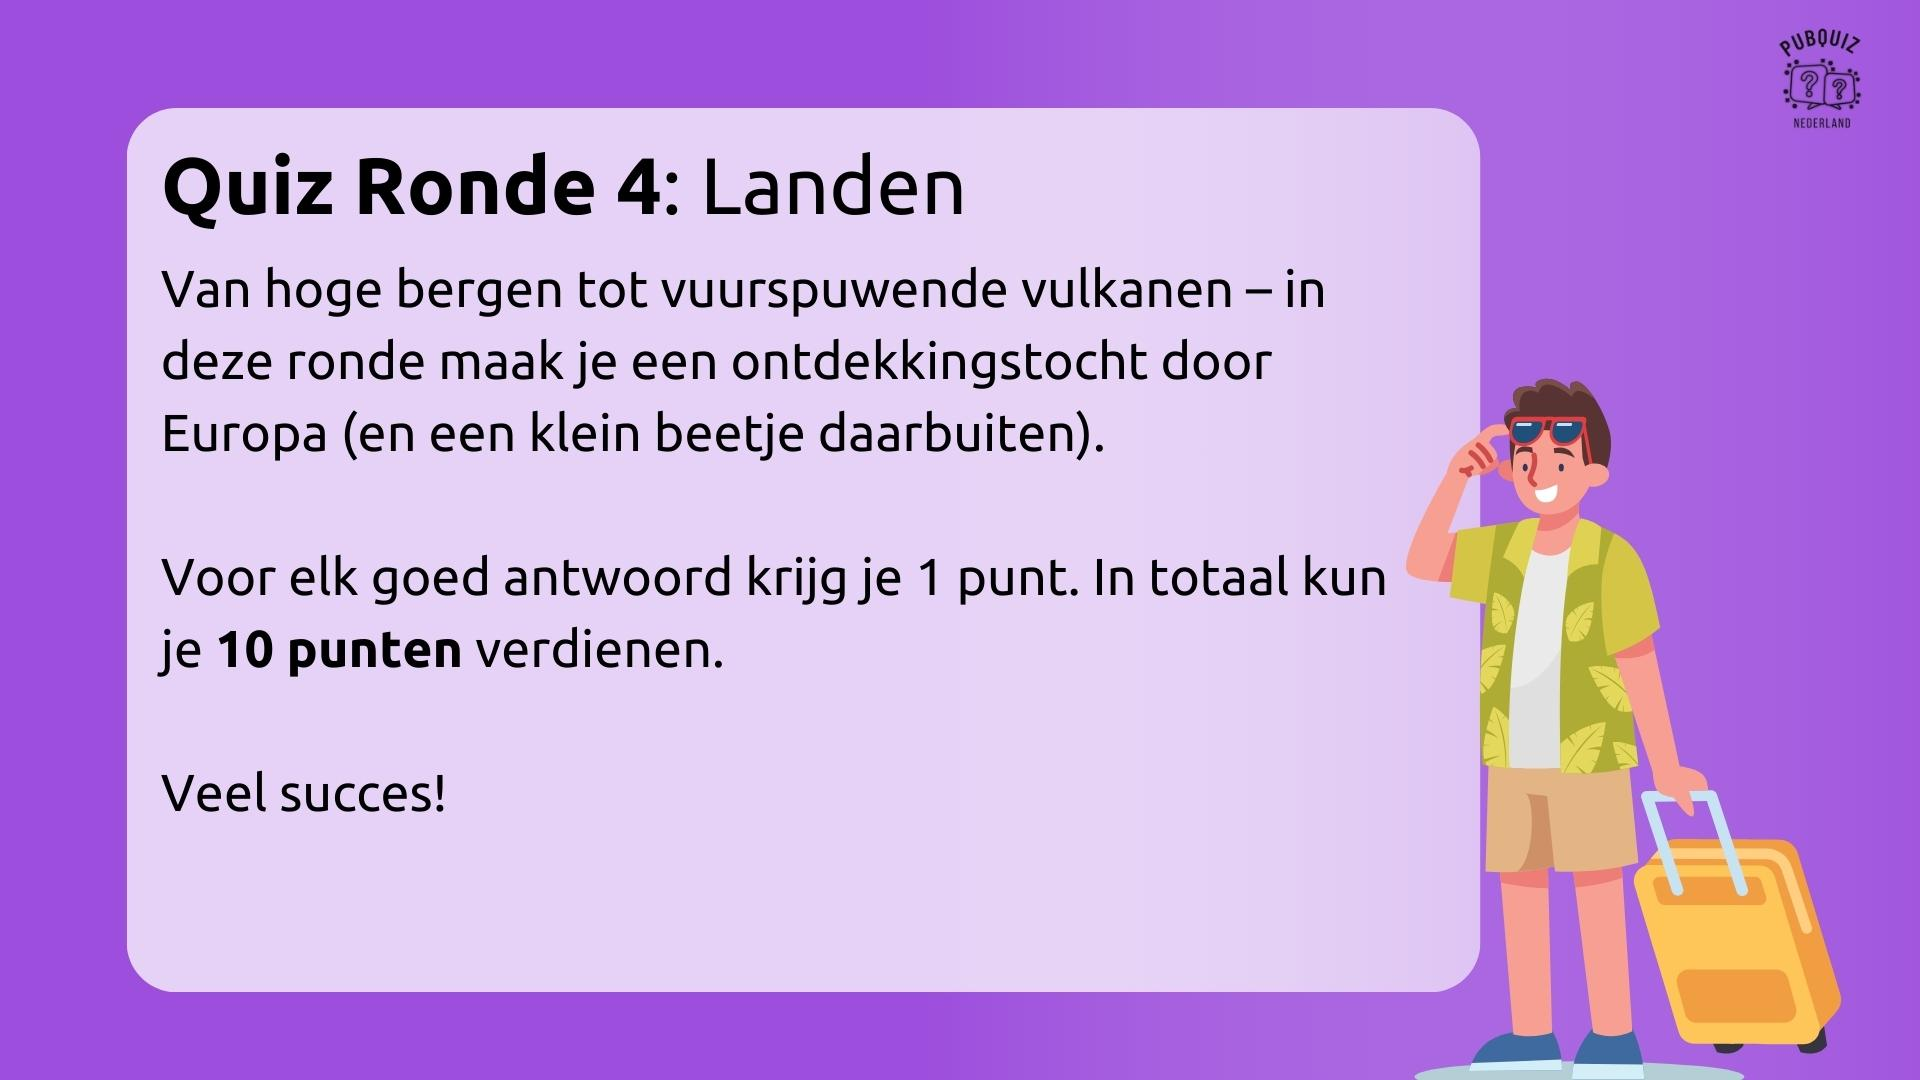 PUBQUIZ
? ?
NEDERLAND
Quiz Ronde 4: Landen
Van hoge bergen tot vuurspuwende vulkanen – in
deze ronde maak je een ontdekkingstocht door
Europa (en een klein beetje daarbuiten).
Voor elk goed antwoord krijg je 1 punt. In totaal kun
je 10 punten verdienen.
Veel succes!